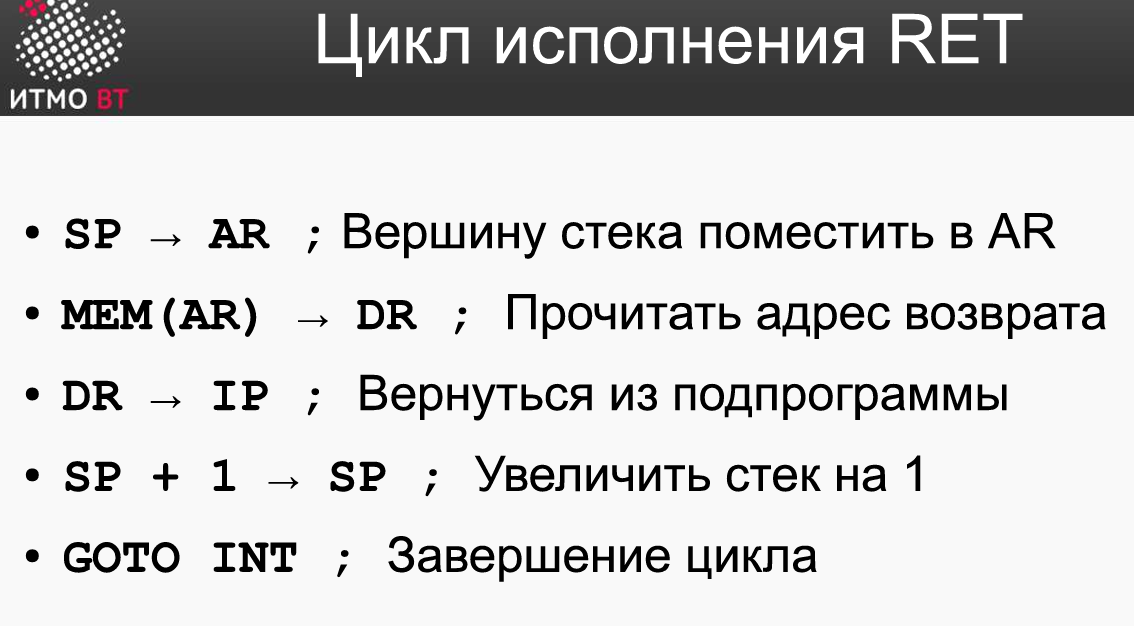 Цикл исполнения RET
ИТМО ВТ
• SP → AR ; Вершину стека поместить в AR
• MEM(AR) → DR ; Прочитать адрес возврата
• DR → IP ; Вернуться из подпрограммы
• SP + 1 → SP ; Увеличить стек на 1
• GOTO INT ; Завершение цикла